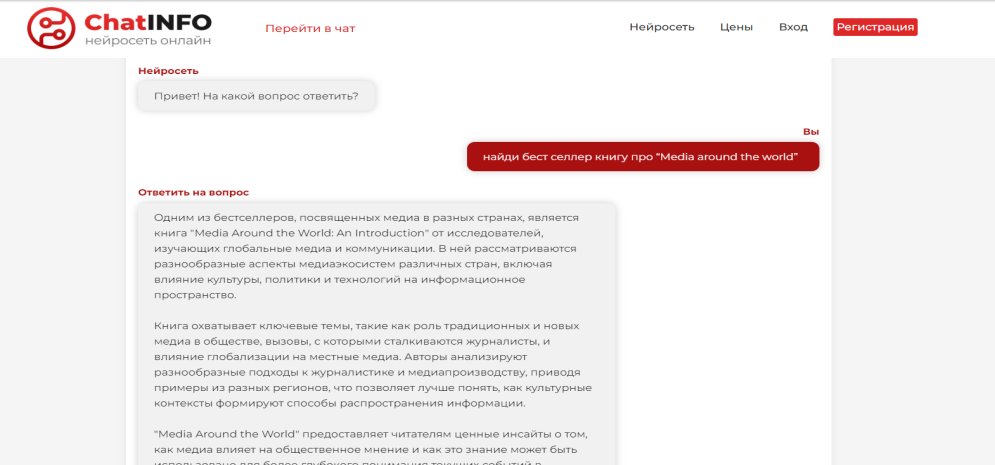 ChatINFO
нейросеть онлайн
Перейти в чат
Нейросеть Цены Вход Регистрация
Нейросеть
Привет! На какой вопрос ответить?
Вы
найди бест селлер книгу про "Media around the world"
Ответить на вопрос
Одним из бестселлеров, посвященных медиа в разных странах, является
книга "Media Around the World: An Introduction" от исследователей,
изучающих глобальные медиа и коммуникации. В ней рассматриваются
разнообразные аспекты медиаэкосистем различных стран, включая
влияние культуры, политики и технологий на информационное
пространство.
Книга охватывает ключевые темы, такие как роль традиционных и новых
медиа в обществе, вызовы, с которыми сталкиваются журналисты, и
влияние глобализации на местные медиа. Авторы анализируют
разнообразные подходы к журналистике и медиапроизводству, приводя
примеры из разных регионов, что позволяет лучше понять, как культурные
контексты формируют способы распространения информации.
"Media Around the World" предоставляет читателям ценные инсайты о том,
как медиа влияет на общественное мнение и как это знание может быть
использовано для более глубокого понимания текущих событий в